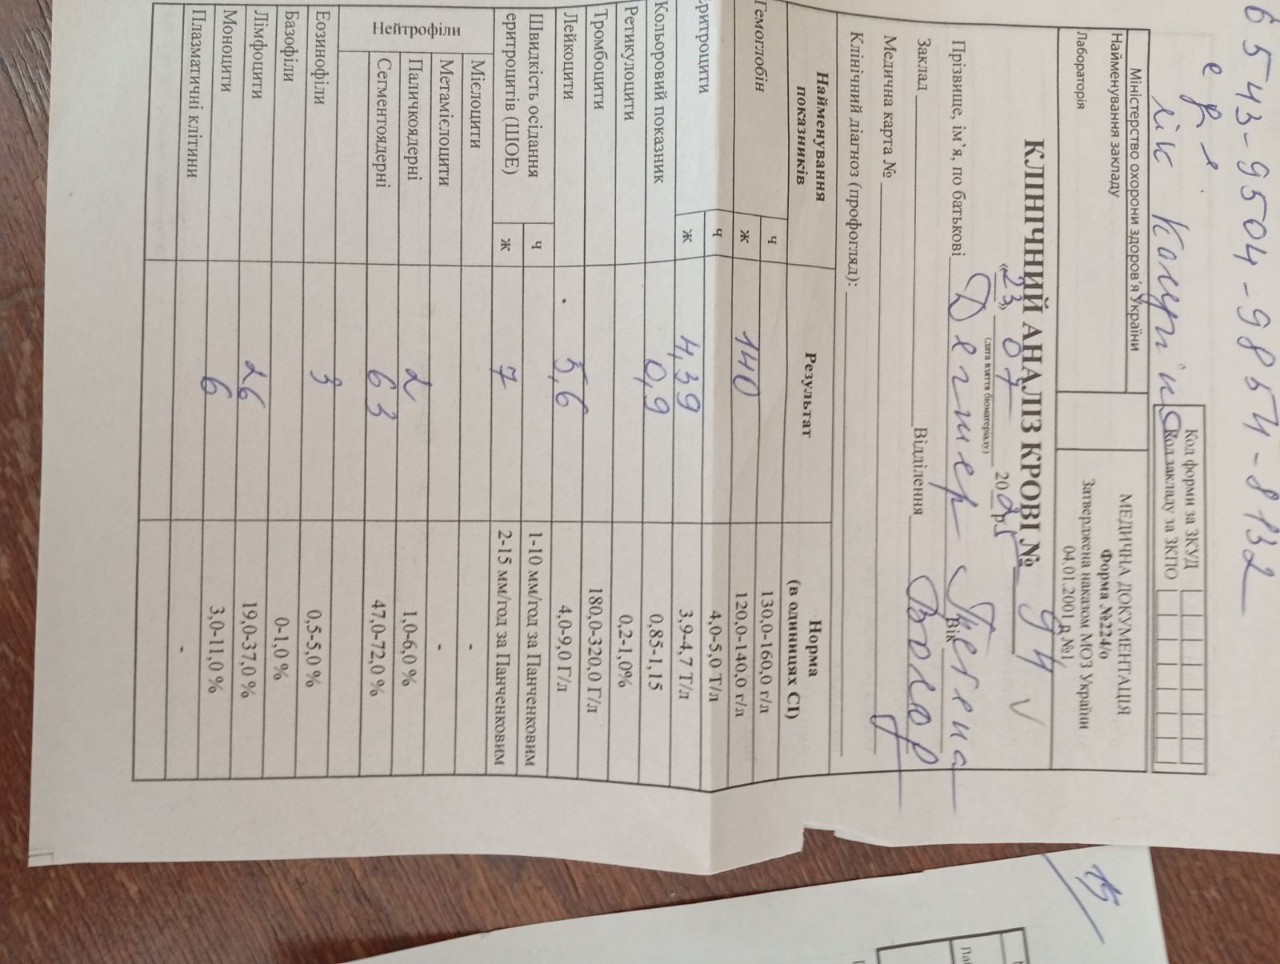 6543-9504-9854-8132
лік
Код форми за ЗКУД
Код закладу за ЗКПО
Міністерство охорони здоров'я України
Найменування закладу
Лабораторія
МЕДИЧНА ДОКУМЕНТАЦІЯ
Форма №224/о
Затверджена наказом МОЗ України
04.01.2001 р №1
КЛІНІЧНИЙ АНАЛІЗ КРОВІ № 94
«23» 07 2025 р.
(дата взяття біоматеріалу)
Прізвище, ім'я, по батькові Вік
Заклад Відділення
Медична карта №
Клінічний діагноз (профогляд):
Найменування показників Результат Норма (в одиницях СІ)
Гемоглобін ч 130,0-160,0 г/л
ж 140 120,0-140,0 г/л
Еритроцити ч 4,0-5,0 Т/л
ж 4,39 3,9-4,7 Т/л
Кольоровий показник 0,9 0,85-1,15
Ретикулоцити 0,2-1,0%
Тромбоцити 180,0-320,0 Г/л
Лейкоцити 5,6 4,0-9,0 Г/л
Швидкість осідання еритроцитів (ШОЕ) ч 1-10 мм/год за Панченковим
ж 7 2-15 мм/год за Панченковим
Нейтрофіли
Мієлоцити -
Метамієлоцити -
Паличкоядерні 2 1,0-6,0 %
Сегментоядерні 63 47,0-72,0 %
Еозинофіли 3 0,5-5,0 %
Базофіли 0-1,0 %
Лімфоцити 26 19,0-37,0 %
Моноцити 6 3,0-11,0 %
Плазматичні клітини -
15